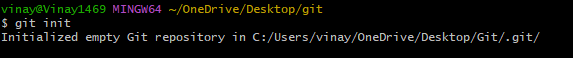 vinay@Vinay1469 MINGW64 ~/OneDrive/Desktop/git
$ git init
Initialized empty Git repository in C:/Users/vinay/OneDrive/Desktop/Git/.git/